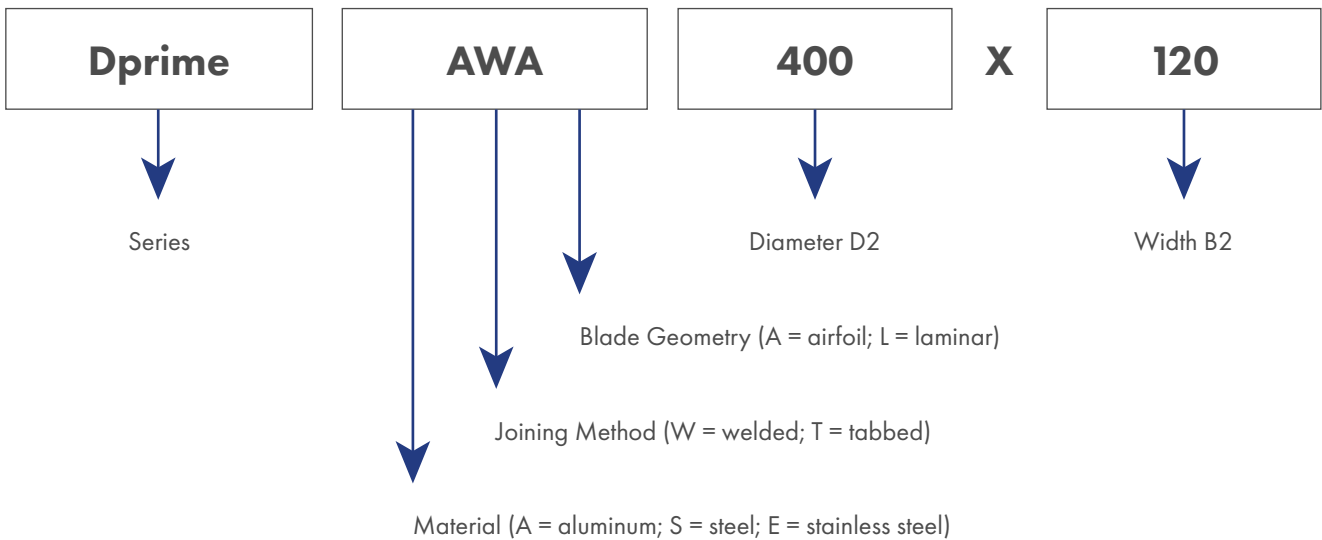 Dprime AWA 400 X 120
Series Diameter D2 Width B2
Blade Geometry (A = airfoil; L = laminar)
Joining Method (W = welded; T = tabbed)
Material (A = aluminum; S = steel; E = stainless steel)